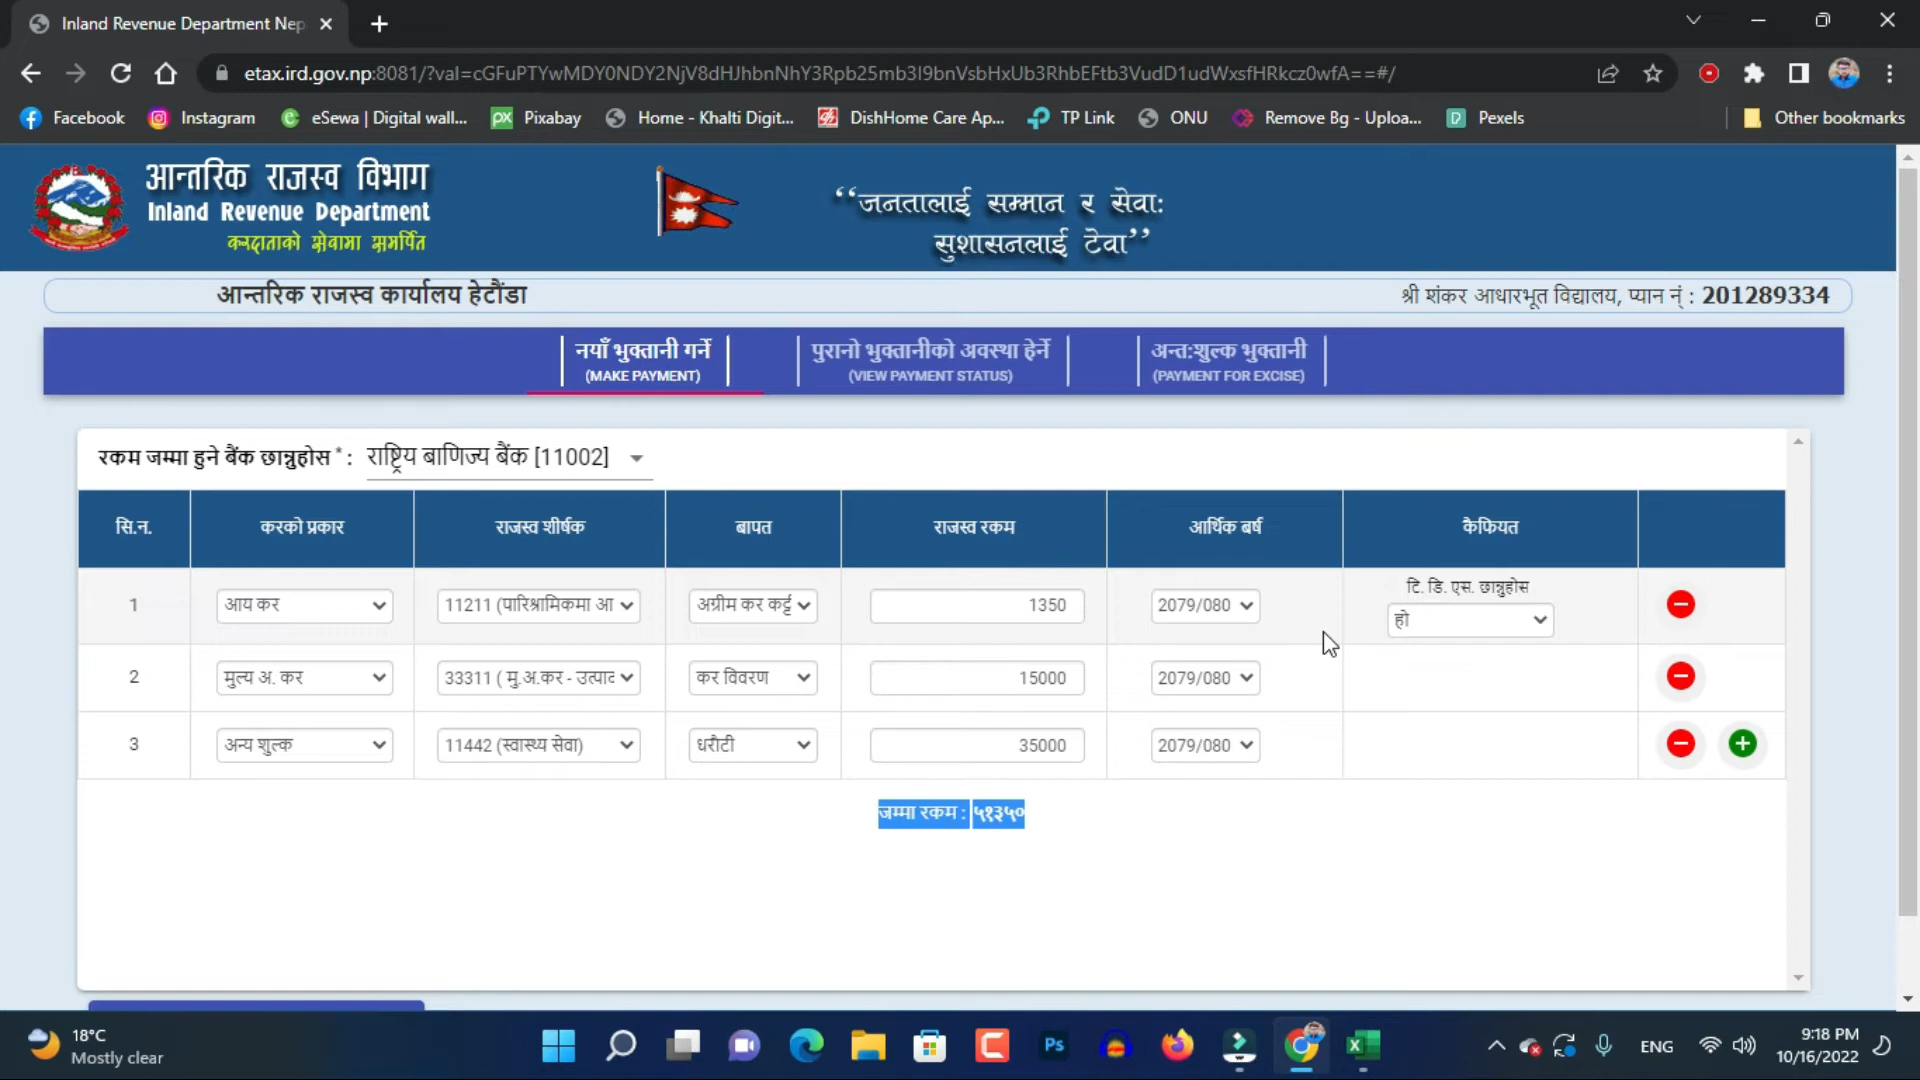 Inland Revenue Department Nep
etax.ird.gov.np:8081/?val=cGFuPTYwMDY0NDY2NjV8dHJhbnNhY3Rpb25mb3I9bnVsbHxUb3RhbEFtb3VudD1udWxsfHRkcz0wfA==#/
Facebook Instagram eSewa | Digital wall... Pixabay Home - Khalti Digit... DishHome Care Ap... TP Link ONU Remove Bg - Uploa... Pexels Other bookmarks
आन्तरिक राजस्व विभाग
Inland Revenue Department
करदाताको सेवामा समर्पित
“जनतालाई सम्मान र सेवा:
सुशासनलाई टेवा”
आन्तरिक राजस्व कार्यालय हेटौंडा
श्री शंकर आधारभूत विद्यालय, प्यान नं : 201289334
नयाँ भुक्तानी गर्ने पुरानो भुक्तानीको अवस्था हेर्ने अन्त:शुल्क भुक्तानी
(MAKE PAYMENT) (VIEW PAYMENT STATUS) (PAYMENT FOR EXCISE)
रकम जम्मा हुने बैंक छान्नुहोस * : राष्ट्रिय बाणिज्य बैंक [11002]
सि.न. करको प्रकार राजस्व शीर्षक बापत राजस्व रकम आर्थिक बर्ष कैफियत
टि. डि. एस. छान्नुहोस
1 आय कर 11211 (पारिश्रमिकमा आ अग्रीम कर कर्ट्ट 1350 2079/080 हो
2 मुल्य अ. कर 33311 ( मु.अ.कर - उत्पाद कर विवरण 15000 2079/080
3 अन्य शुल्क 11442 (स्वास्थ्य सेवा) धरौटी 35000 2079/080
जम्मा रकम : ५१३५०
18°C
Mostly clear
Ps
ENG
9:18 PM
10/16/2022